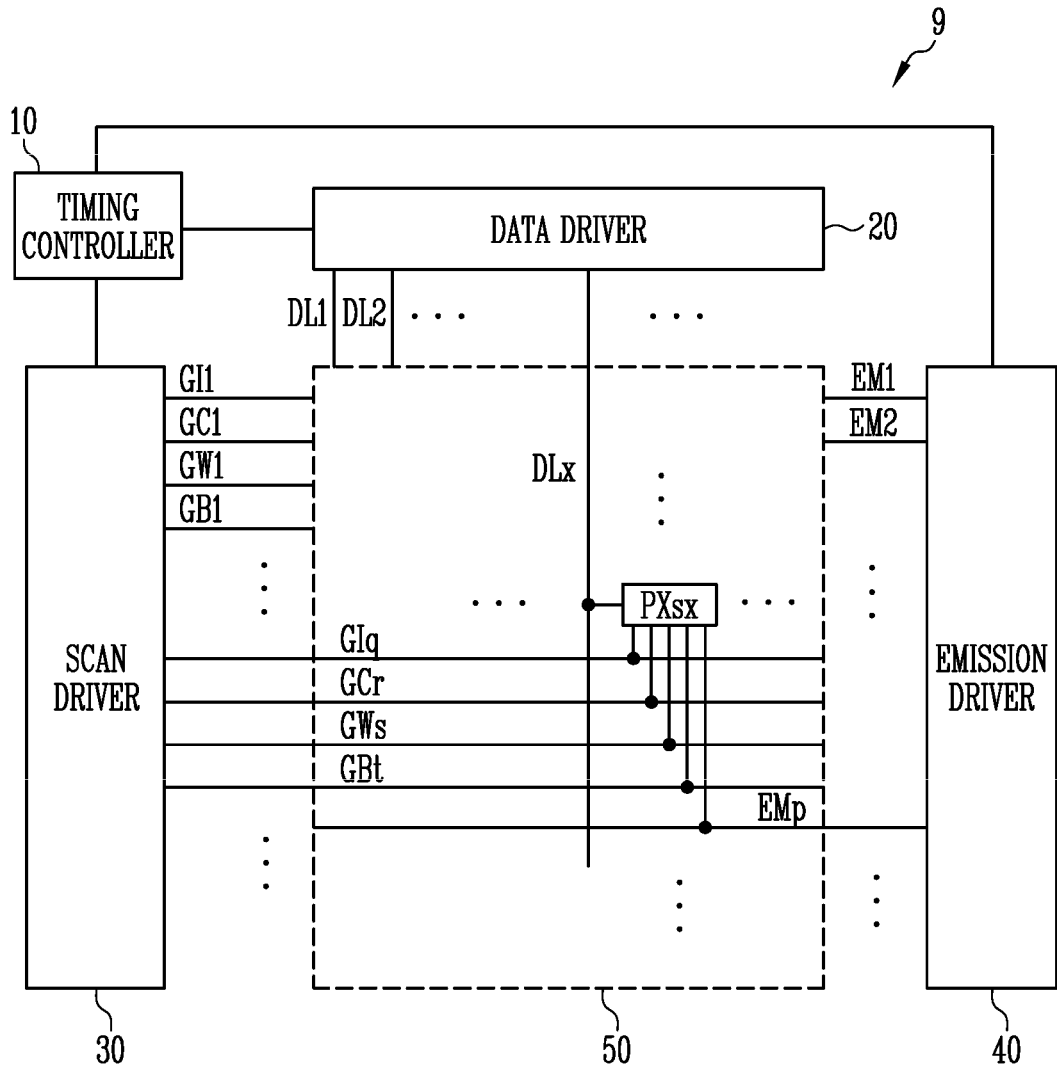 9
10
TIMING
CONTROLLER
DATA DRIVER
20
DL1
DL2
GI1
GC1
GW1
GB1
EM1
EM2
DLx
PXsx
SCAN
DRIVER
GIq
GCr
GWs
GBt
EMp
EMISSION
DRIVER
30
50
40